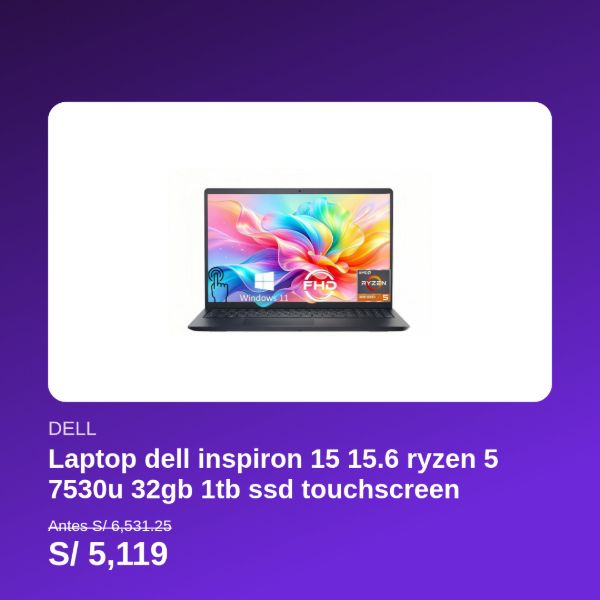 Windows 11
FHD
AMD
RYZEN
5
DELL
Laptop dell inspiron 15 15.6 ryzen 5
7530u 32gb 1tb ssd touchscreen
Antes S/ 6,531.25
S/ 5,119